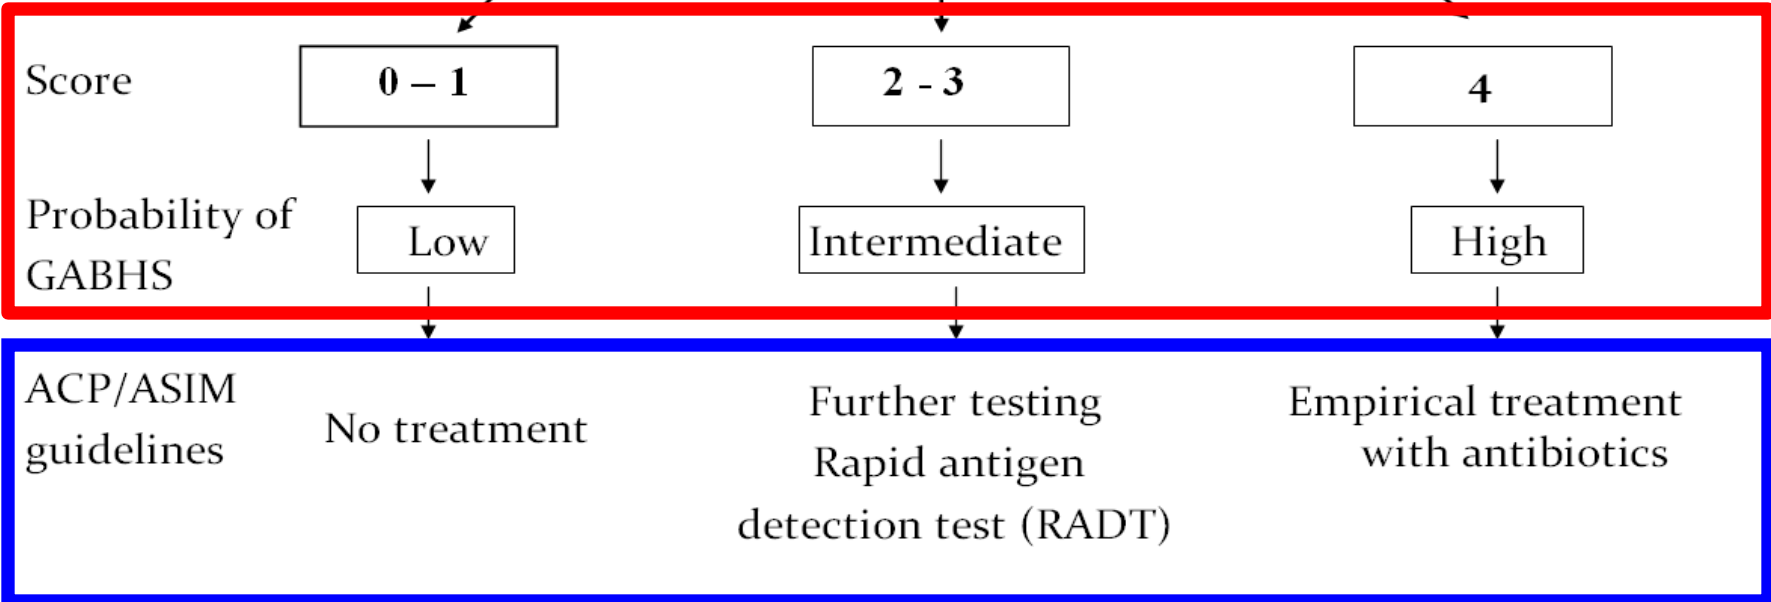 Score
0 – 1
2 - 3
4
Probability of
GABHS
Low
Intermediate
High
ACP/ASIM
guidelines
No treatment
Further testing
Rapid antigen
detection test (RADT)
Empirical treatment
with antibiotics